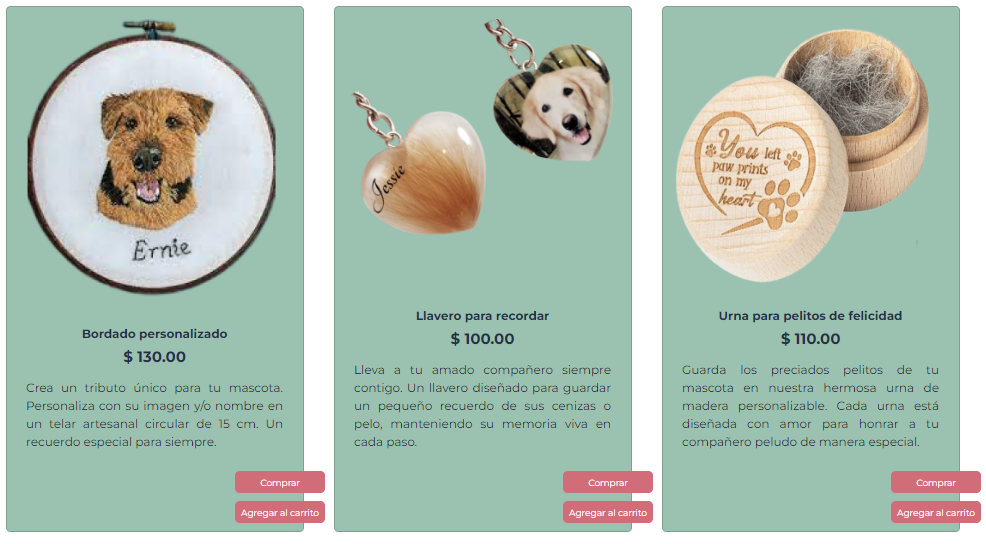 Ernie
Bordado personalizado
$ 130.00
Crea un tributo único para tu mascota.
Personaliza con su imagen y/o nombre en
un telar artesanal circular de 15 cm. Un
recuerdo especial para siempre.
Comprar
Agregar al carrito
Jessie
Llavero para recordar
$ 100.00
Lleva a tu amado compañero siempre
contigo. Un llavero diseñado para guardar
un pequeño recuerdo de sus cenizas o
pelo, manteniendo su memoria viva en
cada paso.
Comprar
Agregar al carrito
You left
paw prints
on my
heart
Urna para pelitos de felicidad
$ 110.00
Guarda los preciados pelitos de tu
mascota en nuestra hermosa urna de
madera personalizable. Cada urna está
diseñada con amor para honrar a tu
compañero peludo de manera especial.
Comprar
Agregar al carrito